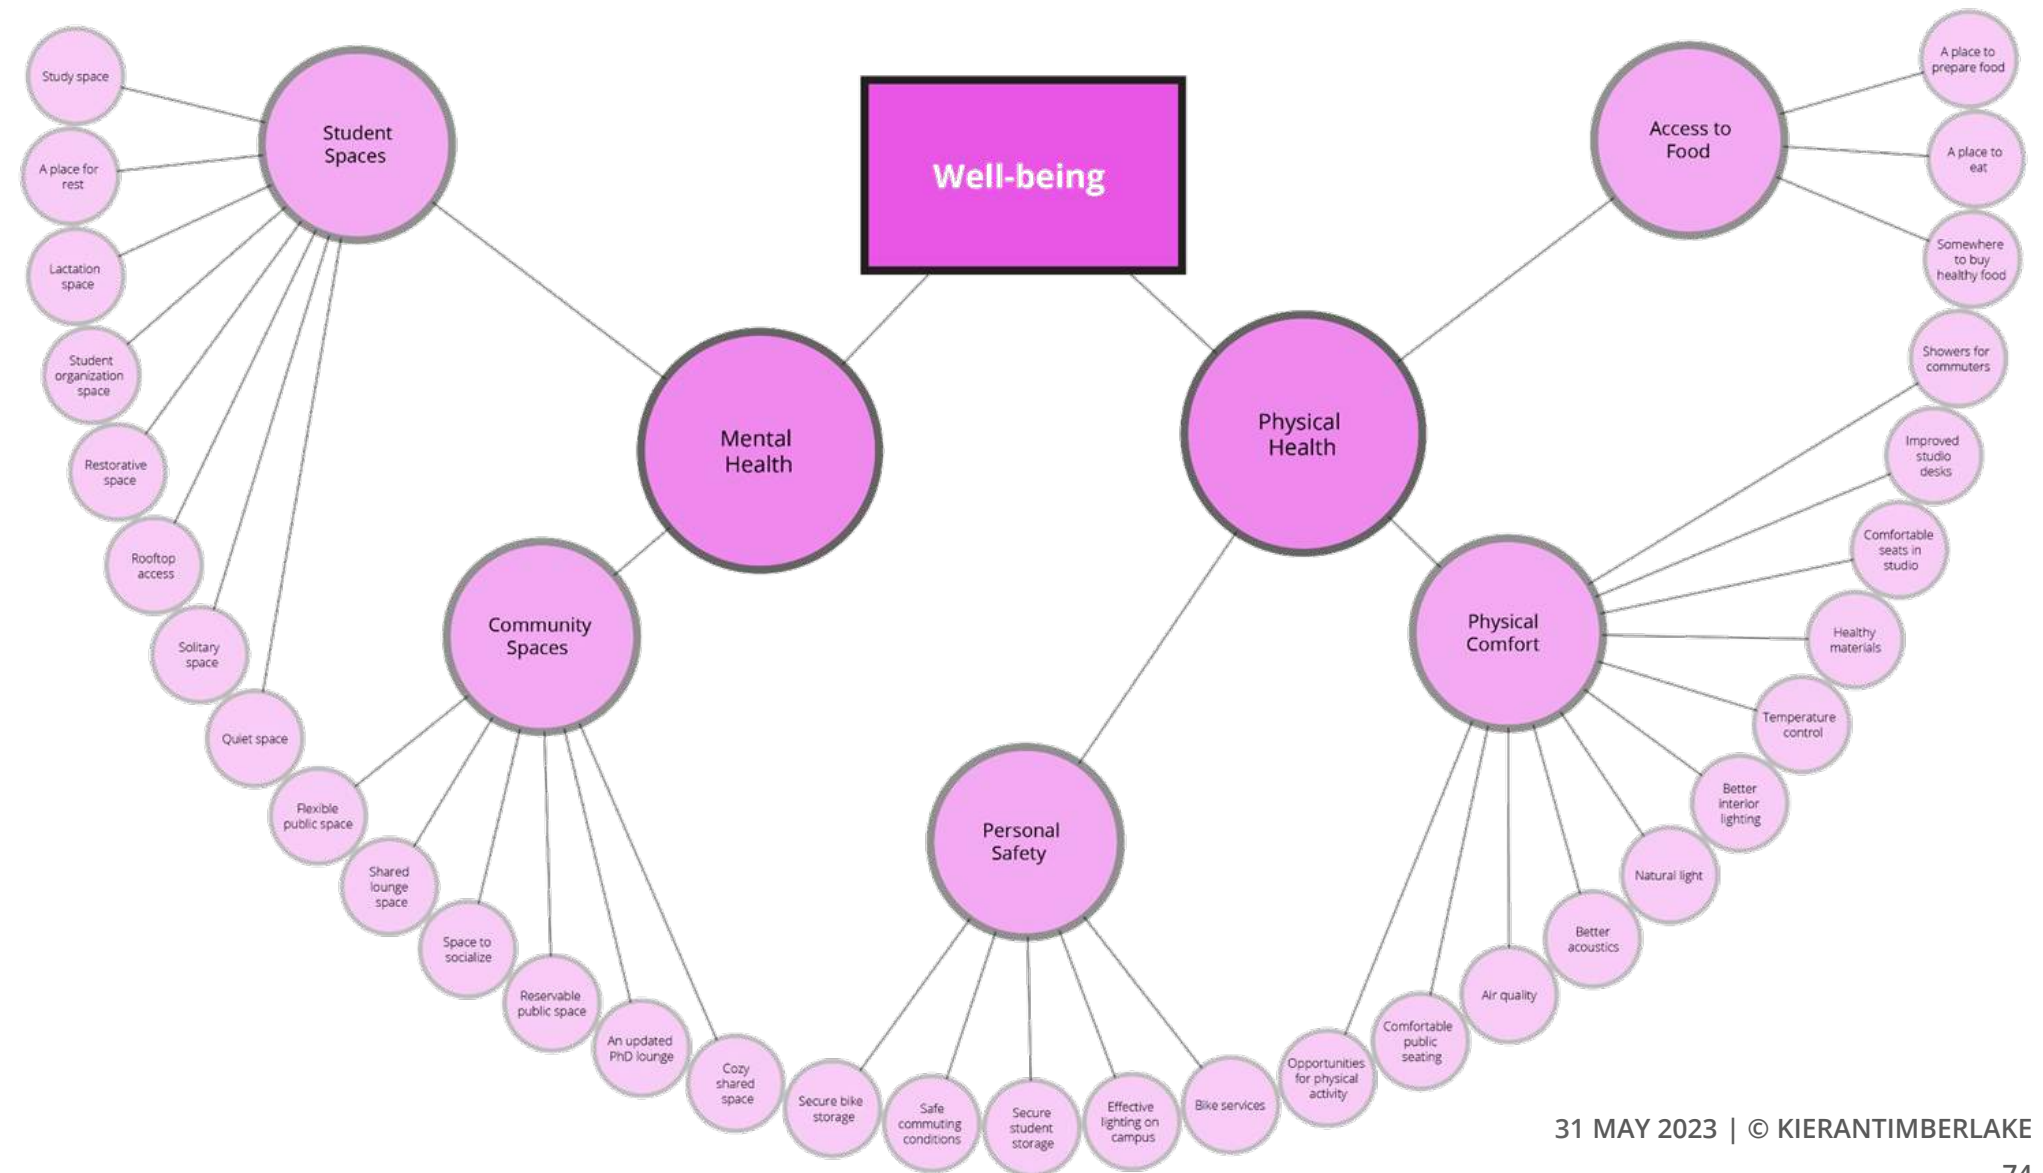 Well-being
Mental
Health
Physical
Health
Student
Spaces
Study space
A place for
rest
Lactation
space
Student
organization
space
Restorative
space
Rooftop
access
Solitary
space
Quiet space
Community
Spaces
Flexible
public space
Shared
lounge
space
Space to
socialize
Reservable
public space
An updated
PhD lounge
Cozy
shared
space
Personal
Safety
Secure bike
storage
Safe
commuting
conditions
Secure
student
storage
Effective
lighting on
campus
Bike services
Access to
Food
A place to
prepare food
A place to
eat
Somewhere
to buy
healthy food
Physical
Comfort
Showers for
commuters
Improved
studio
desks
Comfortable
seats in
studio
Healthy
materials
Temperature
control
Better
interior
lighting
Natural light
Better
acoustics
Air quality
Comfortable
public
seating
Opportunities
for physical
activity
31 MAY 2023 | © KIERANTIMBERLAKE